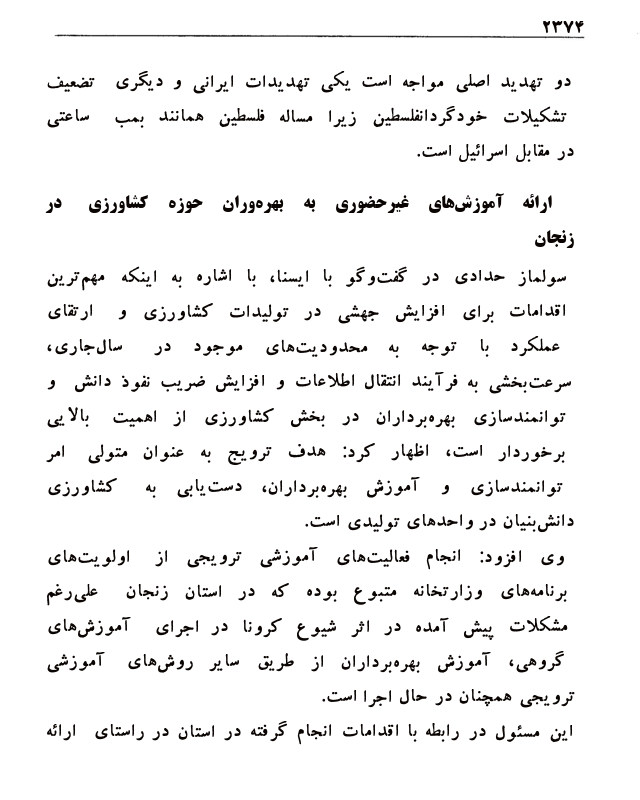 ۲۳۷۴
دو تهدید اصلی مواجه است یکی تهدیدات ایرانی و دیگری تضعیف
تشکیلات خودگردانفلسطین زیرا مساله فلسطین همانند بمب ساعتی
در مقابل اسرائیل است.
ارائه آموزش‌های غیرحضوری به بهره‌وران حوزه کشاورزی در
زنجان
سولماز حدادی در گفت‌وگو با ایسنا، با اشاره به اینکه مهم‌ترین
اقدامات برای افزایش جهشی در تولیدات کشاورزی و ارتقای
عملکرد با توجه به محدودیت‌های موجود در سال‌جاری،
سرعت‌بخشی به فرآیند انتقال اطلاعات و افزایش ضریب نفوذ دانش و
توانمندسازی بهره‌برداران در بخش کشاورزی از اهمیت بالایی
برخوردار است، اظهار کرد: هدف ترویج به عنوان متولی امر
توانمندسازی و آموزش بهره‌برداران، دست‌یابی به کشاورزی
دانش‌بنیان در واحدهای تولیدی است.
وی افزود: انجام فعالیت‌های آموزشی ترویجی از اولویت‌های
برنامه‌های وزارتخانه متبوع بوده که در استان زنجان علی‌رغم
مشکلات پیش آمده در اثر شیوع کرونا در اجرای آموزش‌های
گروهی، آموزش بهره‌برداران از طریق سایر روش‌های آموزشی
ترویجی همچنان در حال اجرا است.
این مسئول در رابطه با اقدامات انجام گرفته در استان در راستای ارائه